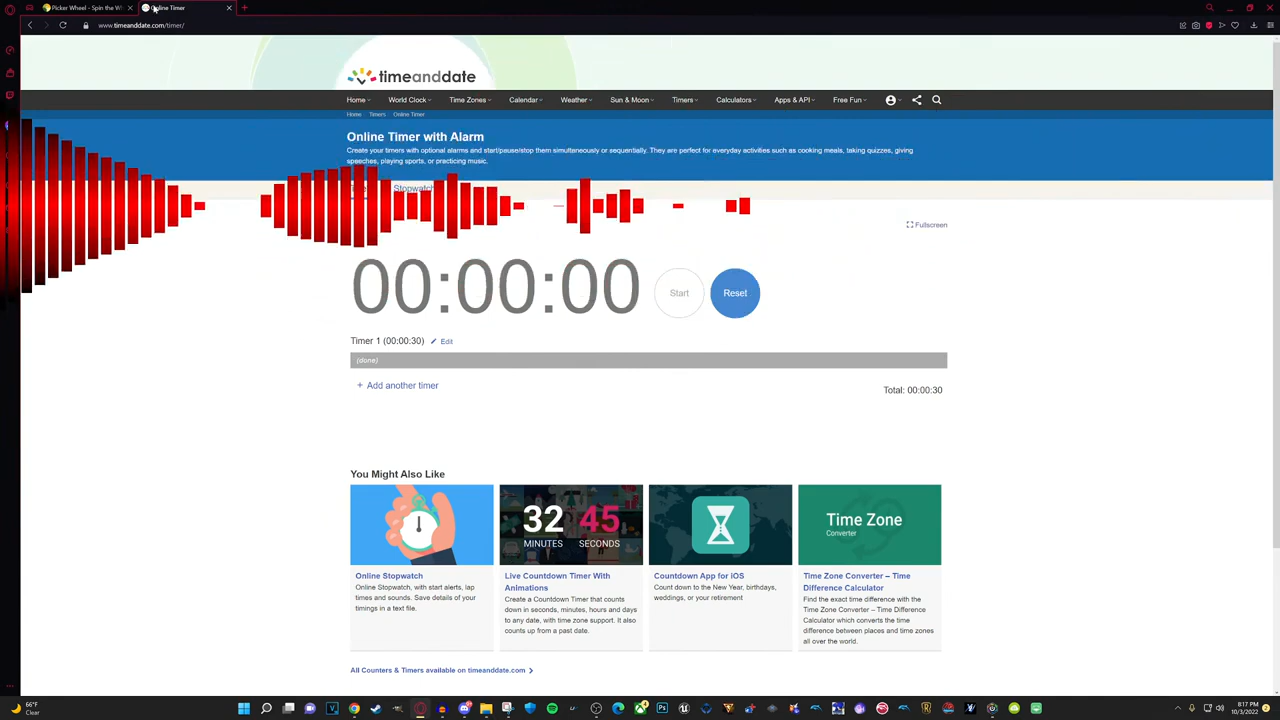 Picker Wheel - Spin the W
Online Timer
www.timeanddate.com/timer/
timeanddate
Home
World Clock
Time Zones
Calendar
Weather
Sun & Moon
Timers
Calculators
Apps & API
Free Fun
Home
Timers
Online Timer
Online Timer with Alarm
Create your timers with optional alarms and start/pause/stop them simultaneously or sequentially. They are perfect for everyday activities such as cooking meals, taking quizzes, giving
speeches, playing sports, or practicing music.
Stopwatch
Fullscreen
00:00:00
Start
Reset
Timer 1 (00:00:30)
Edit
(done)
+ Add another timer
Total: 00:00:30
You Might Also Like
32
MINUTES
45
SECONDS
Time Zone
Converter
Online Stopwatch
Online Stopwatch, with start alerts, lap
times and sounds. Save details of your
timings in a text file.
Live Countdown Timer With
Animations
Create a Countdown Timer that counts
down in seconds, minutes, hours and days
to any date, with time zone support. It also
counts up from a past date.
Countdown App for iOS
Count down to the New Year, birthdays,
weddings, or your retirement
Time Zone Converter – Time
Difference Calculator
Find the exact time difference with the
Time Zone Converter – Time Difference
Calculator which converts the time
difference between places and time zones
all over the world.
All Counters & Timers available on timeanddate.com
66°F
Clear
8:17 PM
10/3/2022